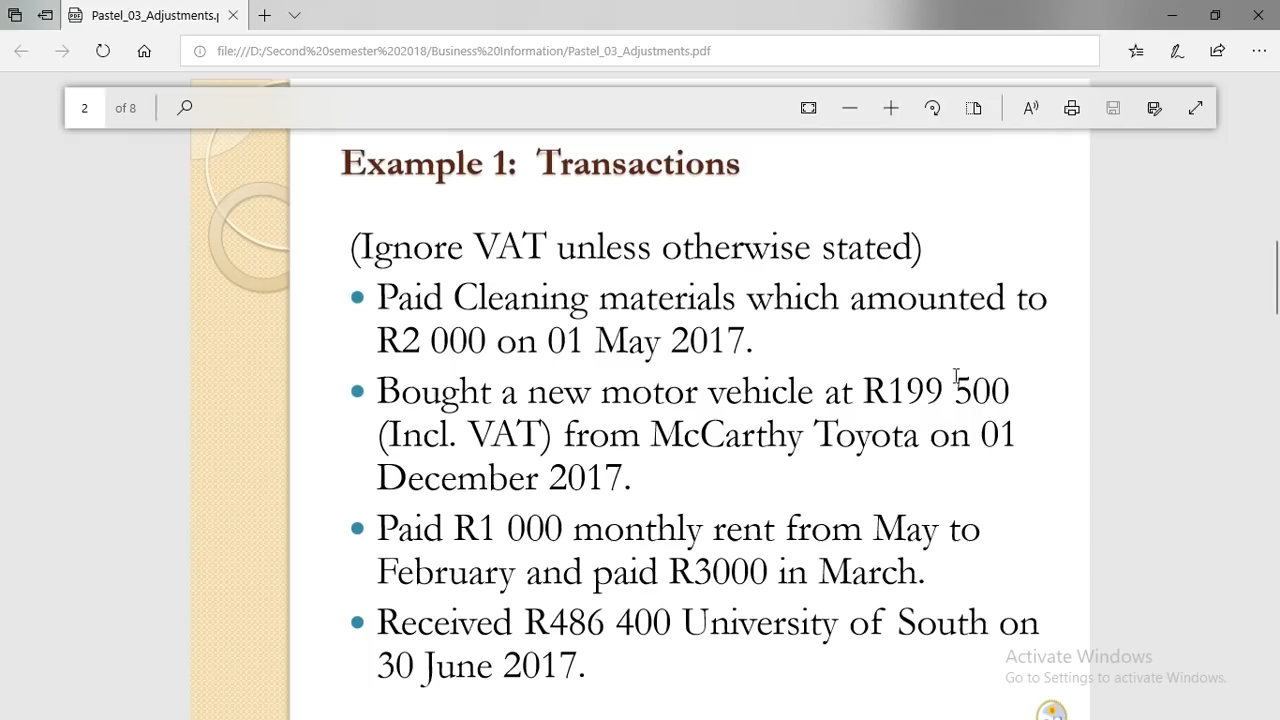 Pastel_03_Adjustments.p
file:///D:/Second%20semester%202018/Business%20Information/Pastel_03_Adjustments.pdf
2 of 8
Example 1: Transactions
(Ignore VAT unless otherwise stated)
• Paid Cleaning materials which amounted to
R2 000 on 01 May 2017.
• Bought a new motor vehicle at R199 500
(Incl. VAT) from McCarthy Toyota on 01
December 2017.
• Paid R1 000 monthly rent from May to
February and paid R3000 in March.
• Received R486 400 University of South on
30 June 2017.
Activate Windows
Go to Settings to activate Windows.